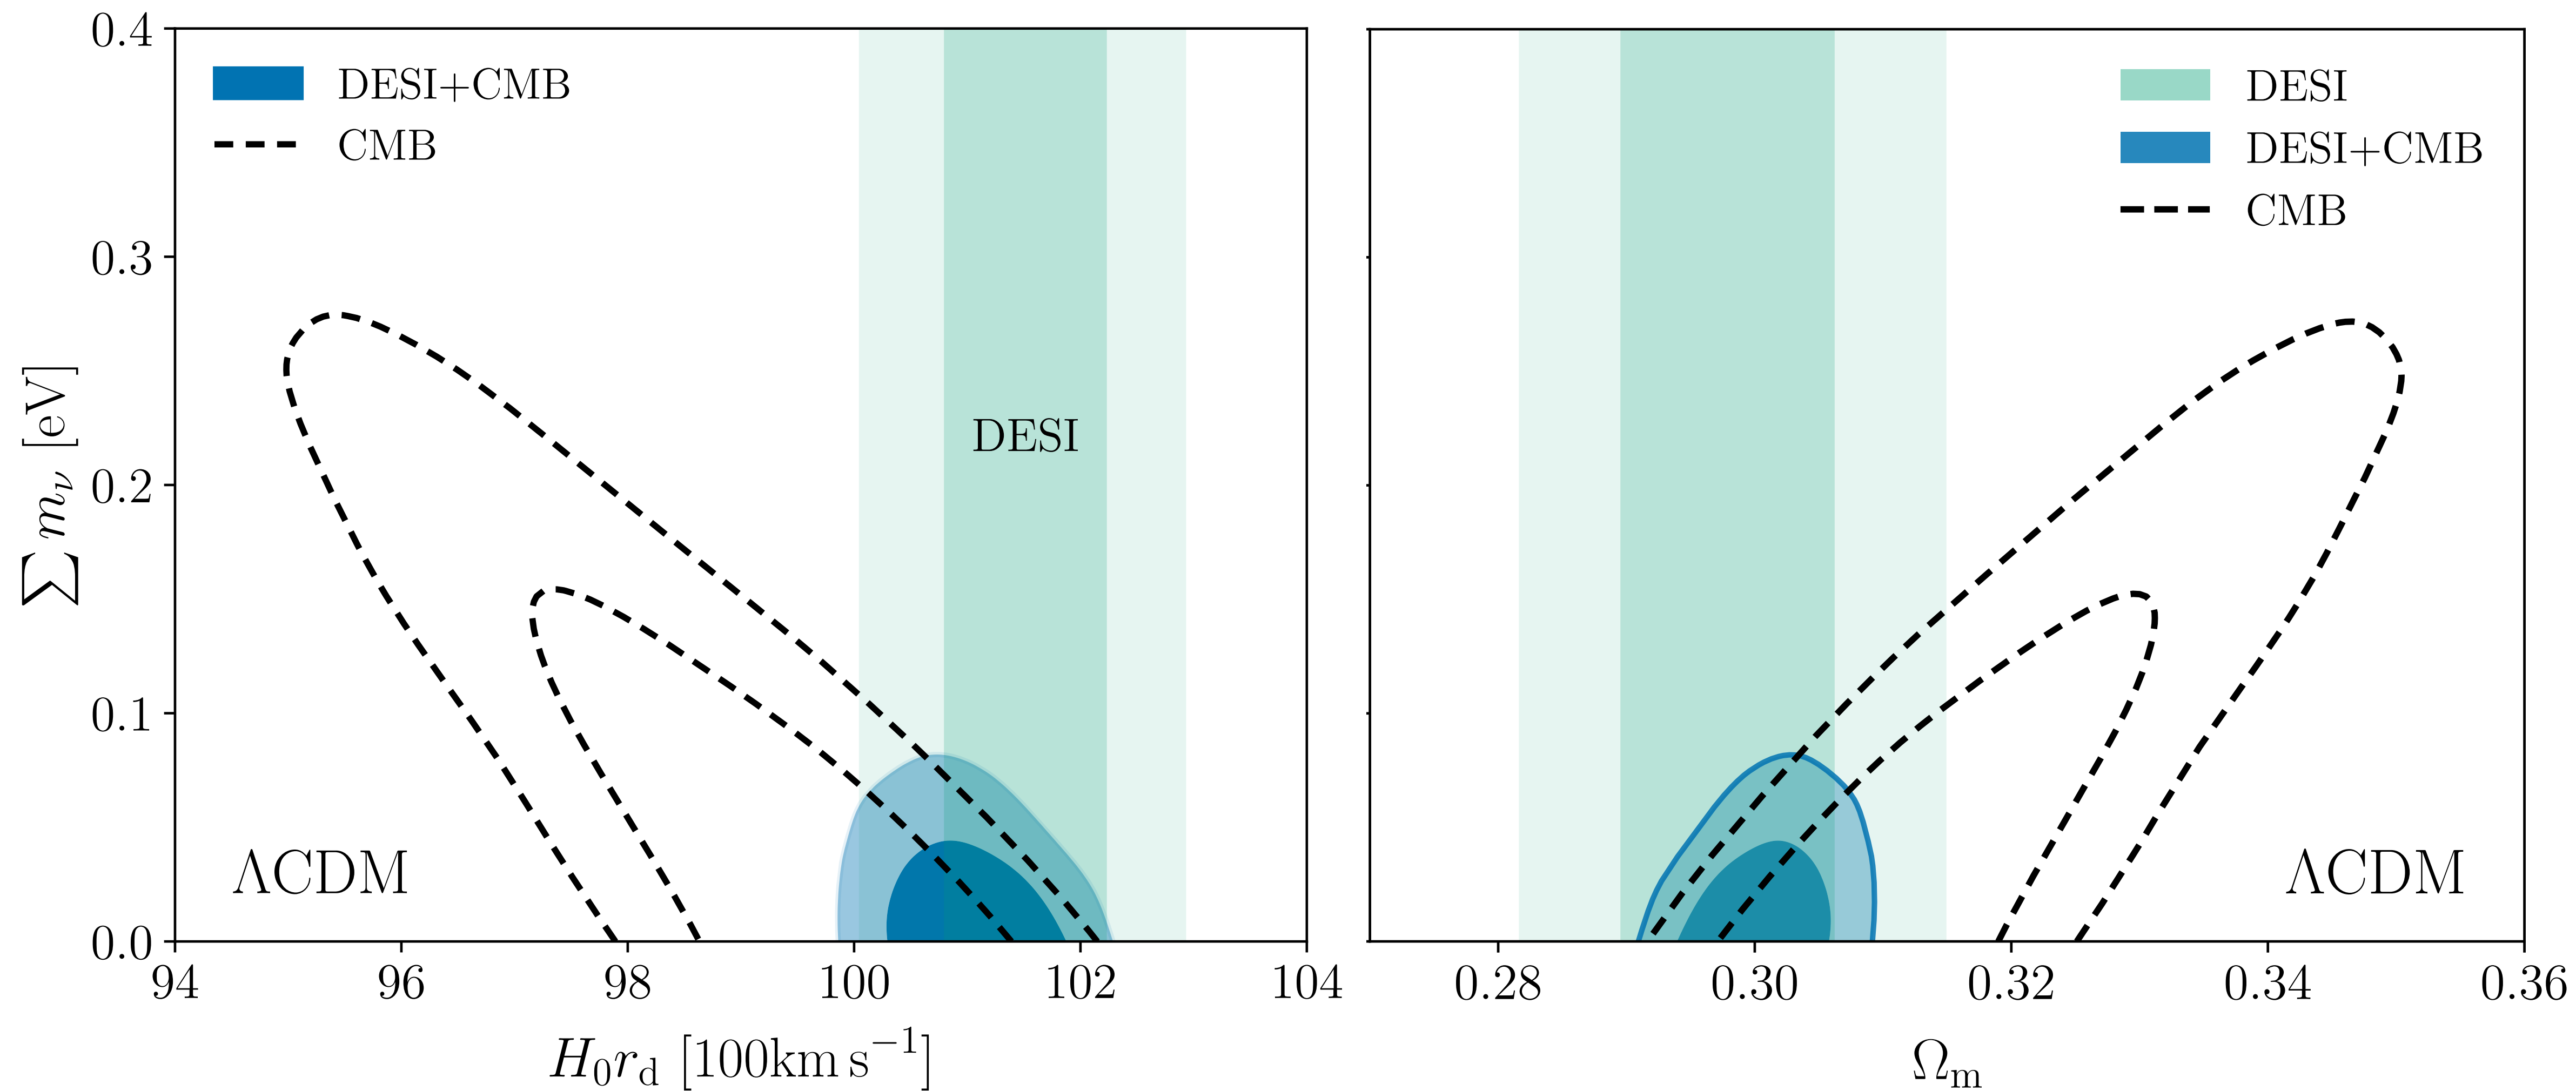 0.4
0.3
0.2
0.1
0.0
∑ m_ν [eV]
DESI+CMB
CMB
DESI
ΛCDM
94 96 98 100 102 104
H_0 r_d [100km s^{−1}]
DESI
DESI+CMB
CMB
ΛCDM
0.28 0.30 0.32 0.34 0.36
Ω_m